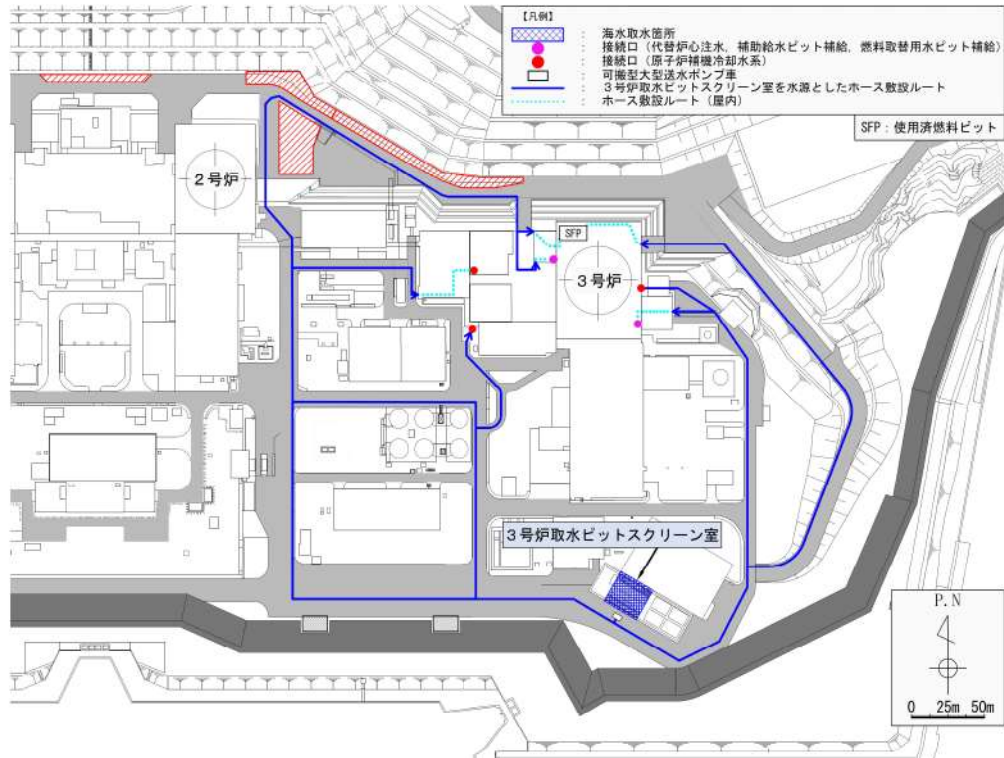 【凡例】
海水取水箇所
接続口（代替炉心注水，補助給水ピット補給，燃料取替用水ピット補給）
接続口（原子炉補機冷却水系）
可搬型大型送水ポンプ車
3号炉取水ピットスクリーン室を水源としたホース敷設ルート
ホース敷設ルート（屋内）
SFP：使用済燃料ピット
2号炉
SFP
3号炉
3号炉取水ピットスクリーン室
P.N
0 25m 50m